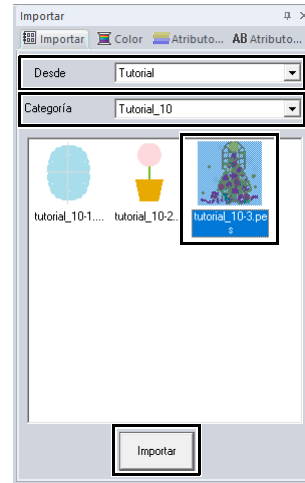 Importar
Importar Color Atributo... AB Atributo...
Desde Tutorial
Categoría Tutorial_10
tutorial_10-1.... tutorial_10-2... tutorial_10-3.pe
s
Importar